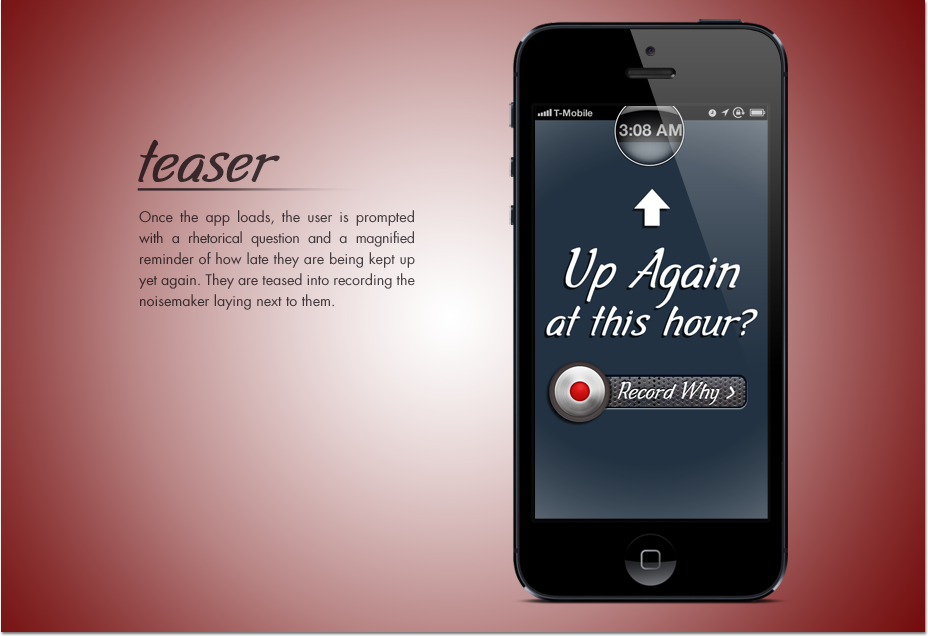 teaser
Once the app loads, the user is prompted
with a rhetorical question and a magnified
reminder of how late they are being kept up
yet again. They are teased into recording the
noisemaker laying next to them.
T-Mobile
3:08 AM
Up Again
at this hour?
Record Why >